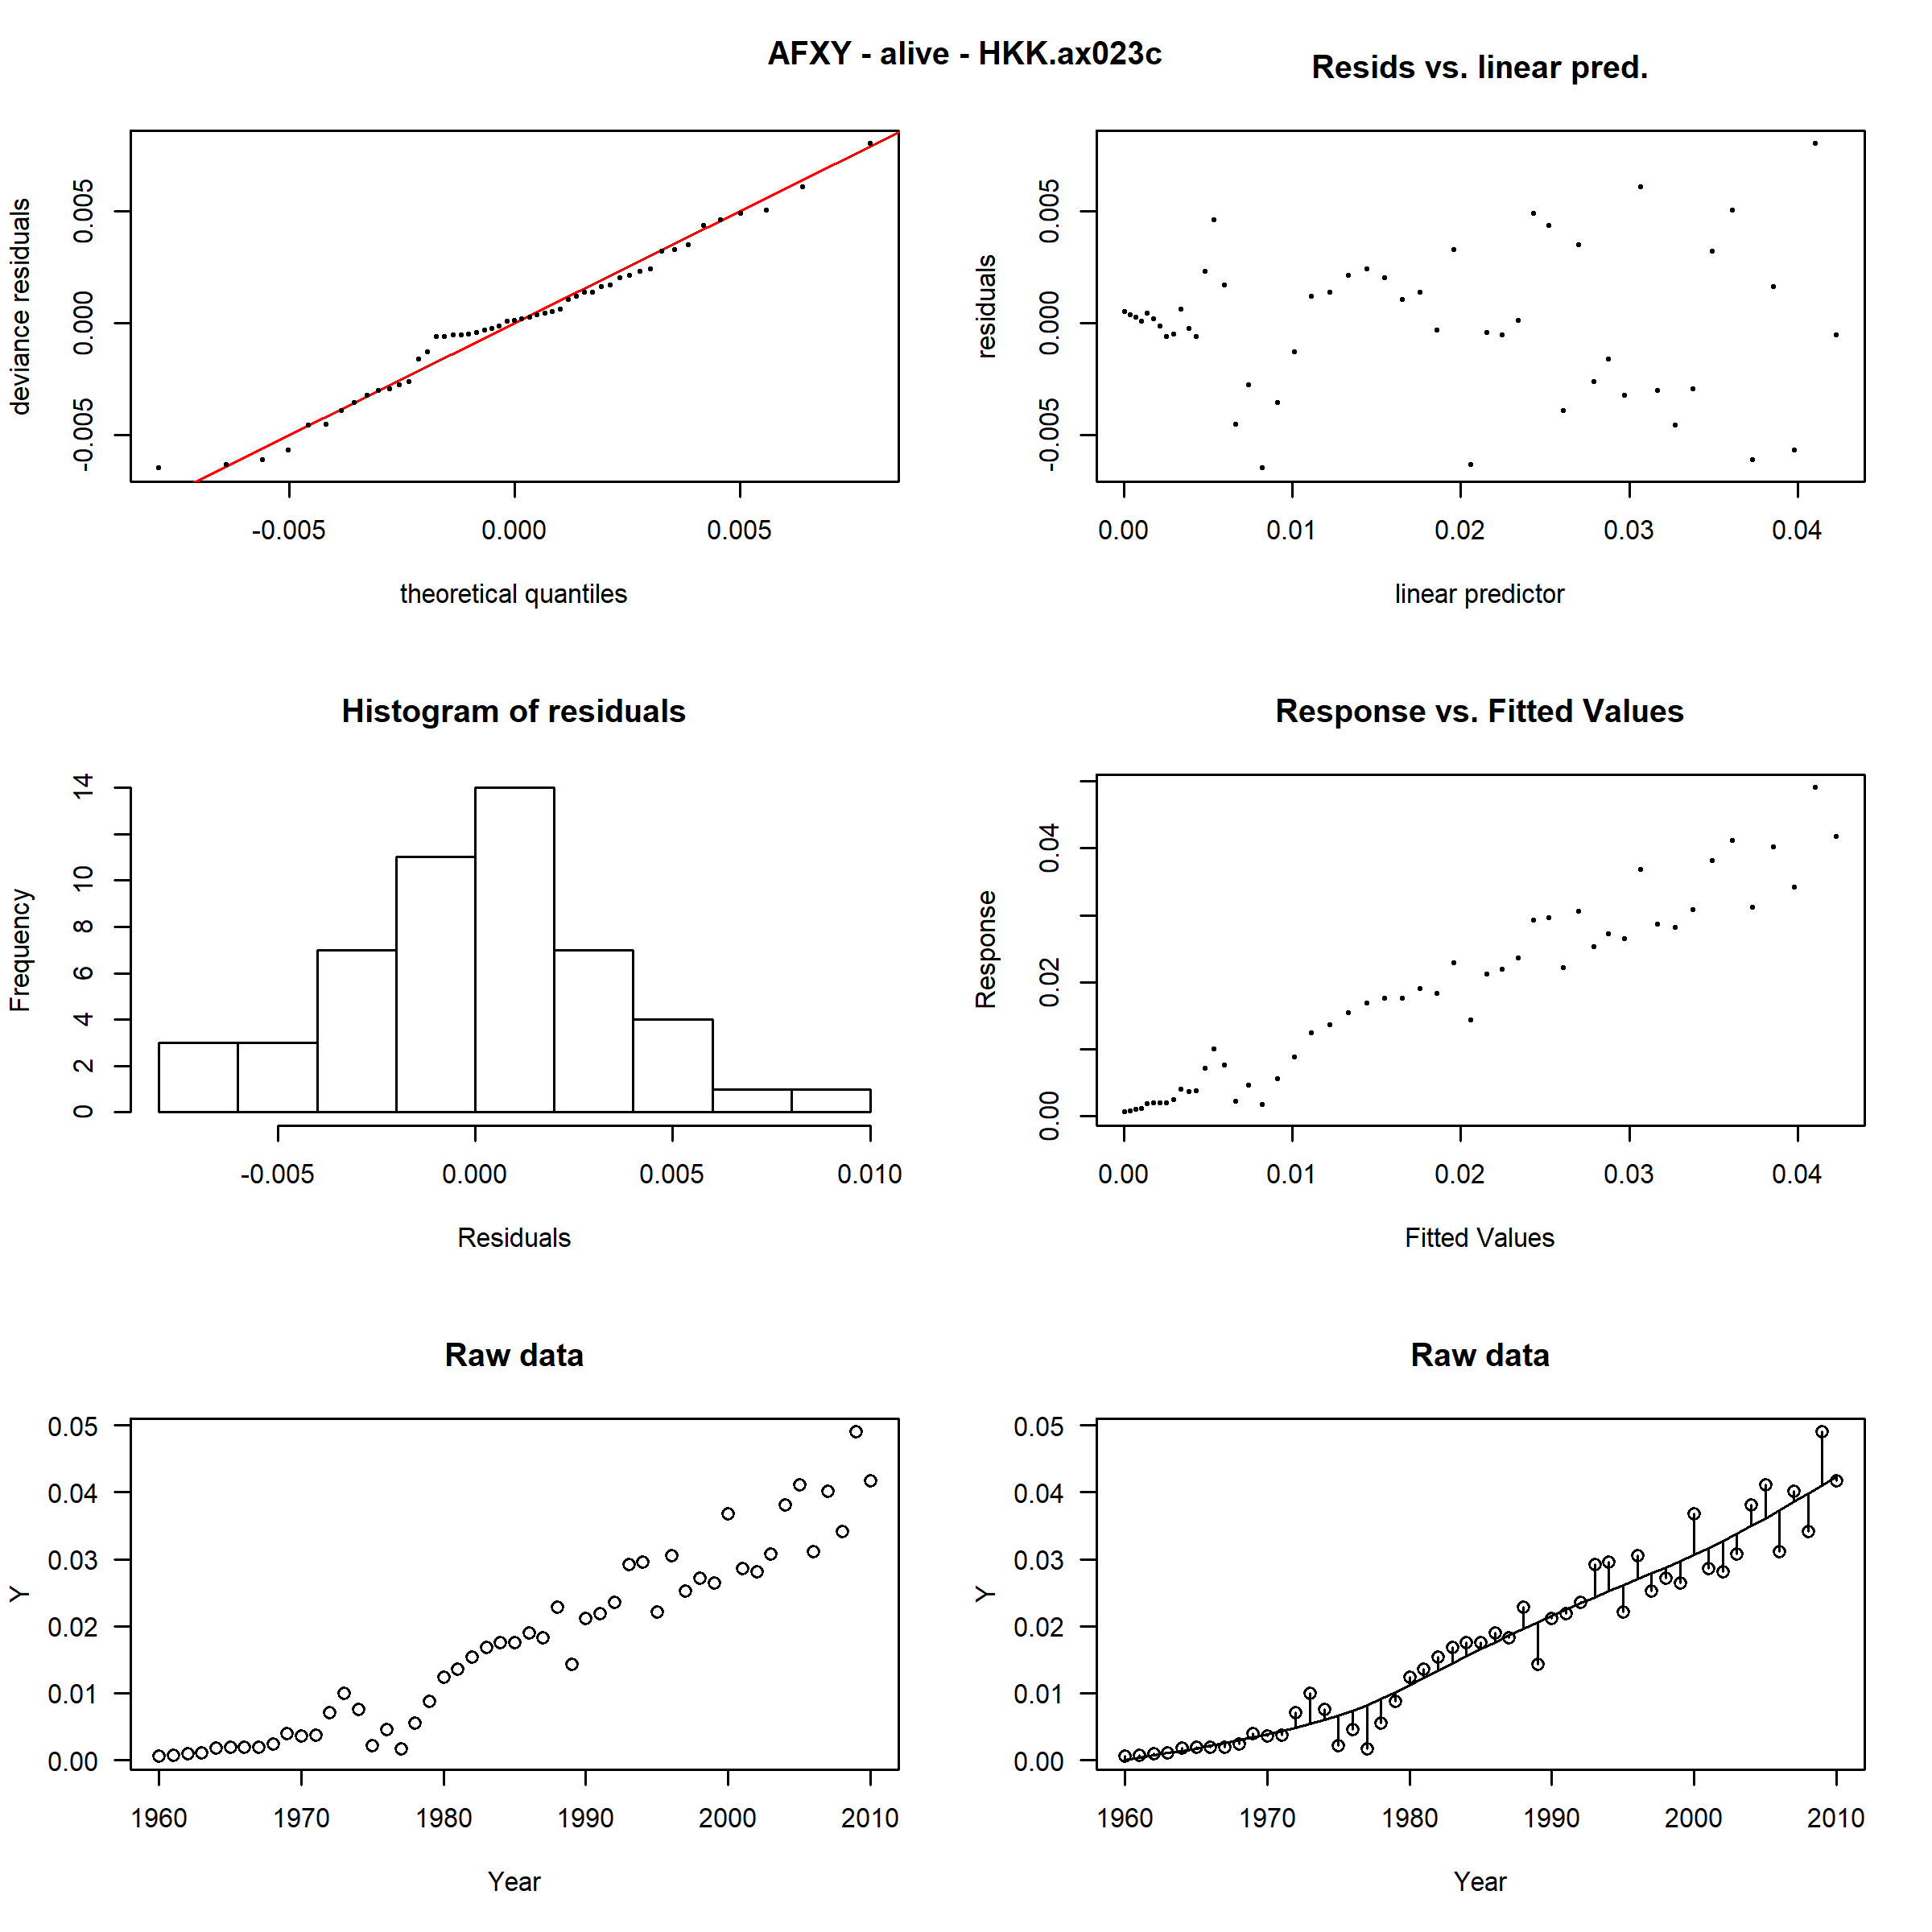 AFXY - alive - HKK.ax023c
Resids vs. linear pred.
deviance residuals
-0.005 0.000 0.005
-0.005 0.000 0.005
theoretical quantiles
residuals
-0.005 0.000 0.005
0.00 0.01 0.02 0.03 0.04
linear predictor
Histogram of residuals
Frequency
0 2 4 6 8 10 14
-0.005 0.000 0.005 0.010
Residuals
Response vs. Fitted Values
Response
0.00 0.02 0.04
0.00 0.01 0.02 0.03 0.04
Fitted Values
Raw data
Y
0.05
0.04
0.03
0.02
0.01
0.00
1960 1970 1980 1990 2000 2010
Year
Raw data
Y
0.05
0.04
0.03
0.02
0.01
0.00
1960 1970 1980 1990 2000 2010
Year